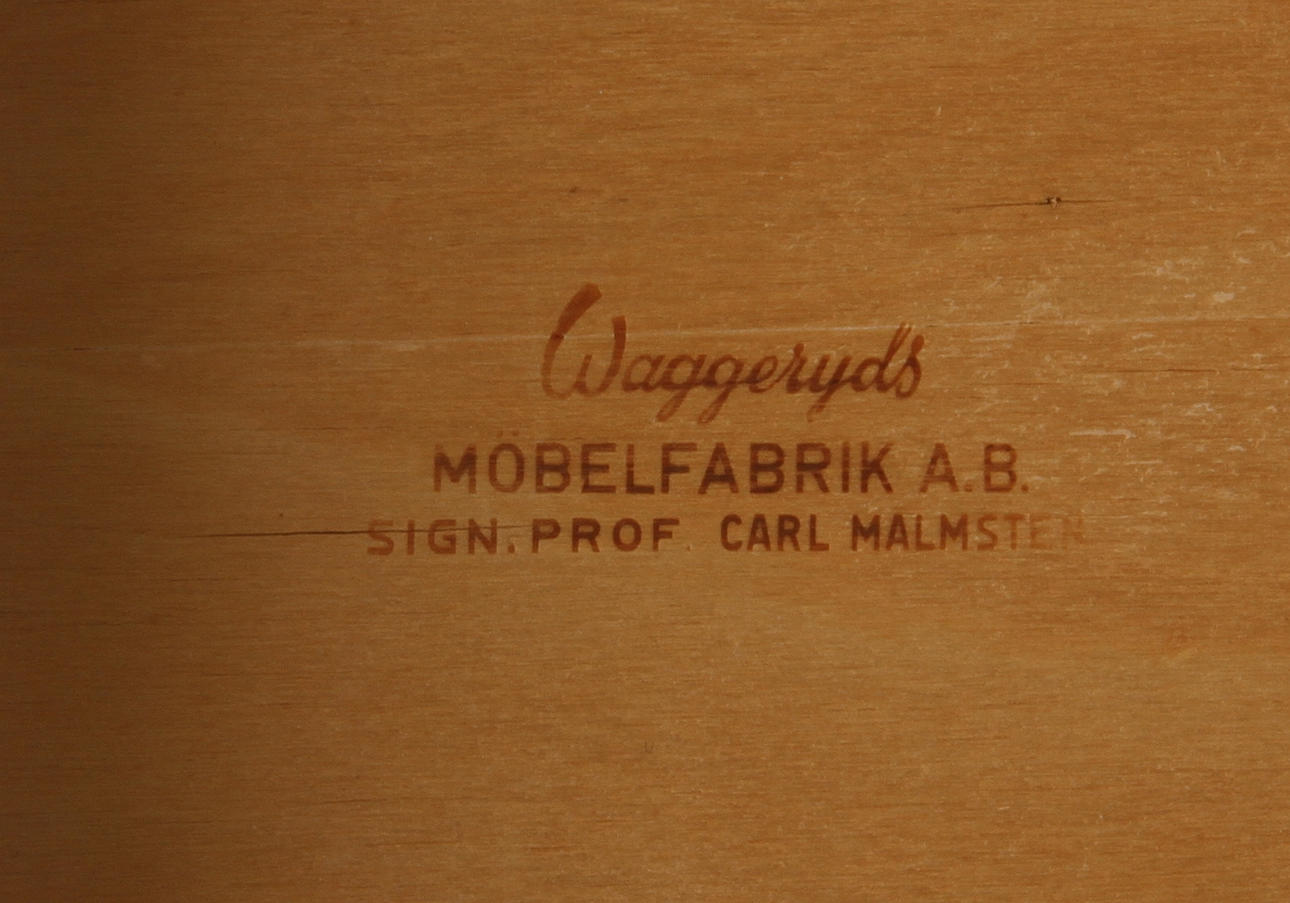 Waggeryds
MÖBELFABRIK A.B.
SIGN. PROF. CARL MALMSTEN